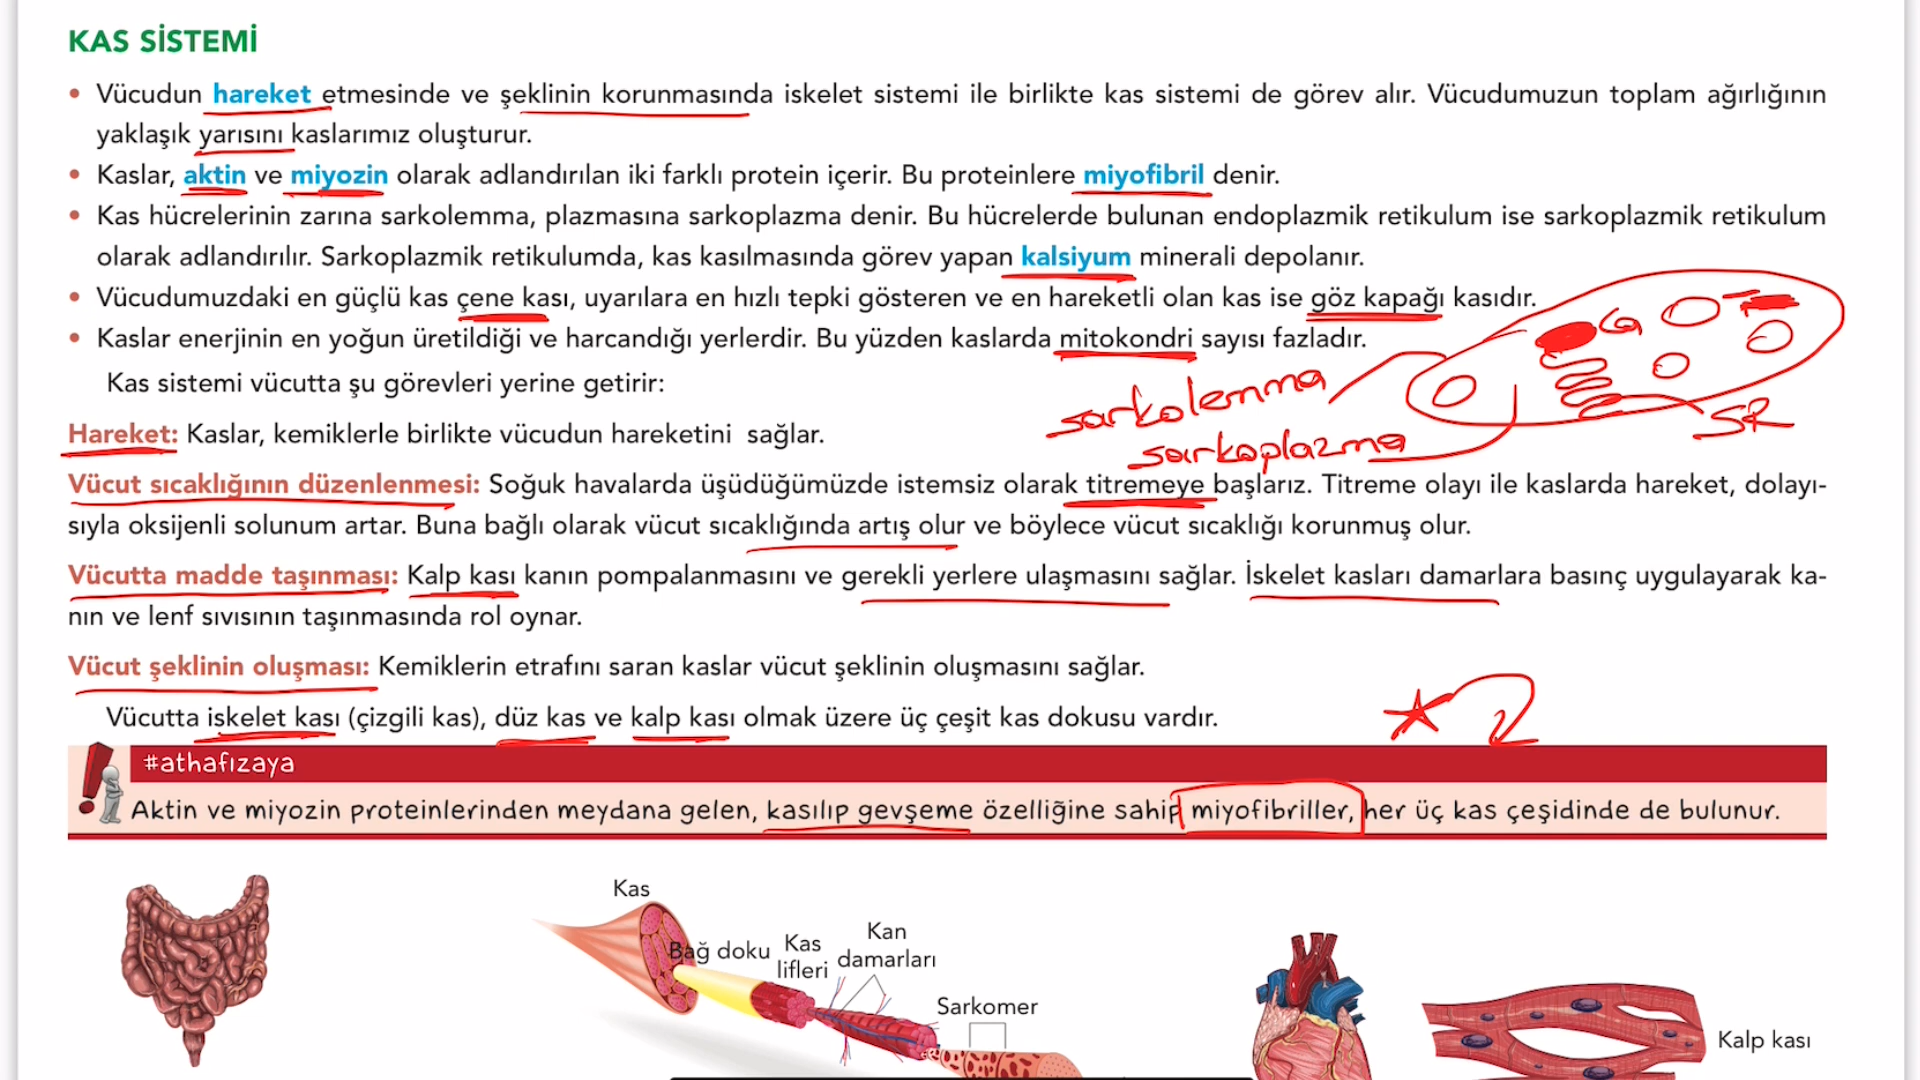 KAS SİSTEMİ
• Vücudun hareket etmesinde ve şeklinin korunmasında iskelet sistemi ile birlikte kas sistemi de görev alır. Vücudumuzun toplam ağırlığının
yaklaşık yarısını kaslarımız oluşturur.
• Kaslar, aktin ve miyozin olarak adlandırılan iki farklı protein içerir. Bu proteinlere miyofibril denir.
• Kas hücrelerinin zarına sarkolemma, plazmasına sarkoplazma denir. Bu hücrelerde bulunan endoplazmik retikulum ise sarkoplazmik retikulum
olarak adlandırılır. Sarkoplazmik retikulumda, kas kasılmasında görev yapan kalsiyum minerali depolanır.
• Vücudumuzdaki en güçlü kas çene kası, uyarılara en hızlı tepki gösteren ve en hareketli olan kas ise göz kapağı kasıdır.
• Kaslar enerjinin en yoğun üretildiği ve harcandığı yerlerdir. Bu yüzden kaslarda mitokondri sayısı fazladır.
Kas sistemi vücutta şu görevleri yerine getirir:
sarkolemma
SR
Hareket: Kaslar, kemiklerle birlikte vücudun hareketini sağlar.
sarkoplazma
Vücut sıcaklığının düzenlenmesi: Soğuk havalarda üşüdüğümüzde istemsiz olarak titremeye başlarız. Titreme olayı ile kaslarda hareket, dolayı-
sıyla oksijenli solunum artar. Buna bağlı olarak vücut sıcaklığında artış olur ve böylece vücut sıcaklığı korunmuş olur.
Vücutta madde taşınması: Kalp kası kanın pompalanmasını ve gerekli yerlere ulaşmasını sağlar. İskelet kasları damarlara basınç uygulayarak ka-
nın ve lenf sıvısının taşınmasında rol oynar.
Vücut şeklinin oluşması: Kemiklerin etrafını saran kaslar vücut şeklinin oluşmasını sağlar.
Vücutta iskelet kası (çizgili kas), düz kas ve kalp kası olmak üzere üç çeşit kas dokusu vardır.
#athafızaya
Aktin ve miyozin proteinlerinden meydana gelen, kasılıp gevşeme özelliğine sahip miyofibriller, her üç kas çeşidinde de bulunur.
Kas
Bağ doku
Kas
lifleri
Kan
damarları
Sarkomer
Kalp kası